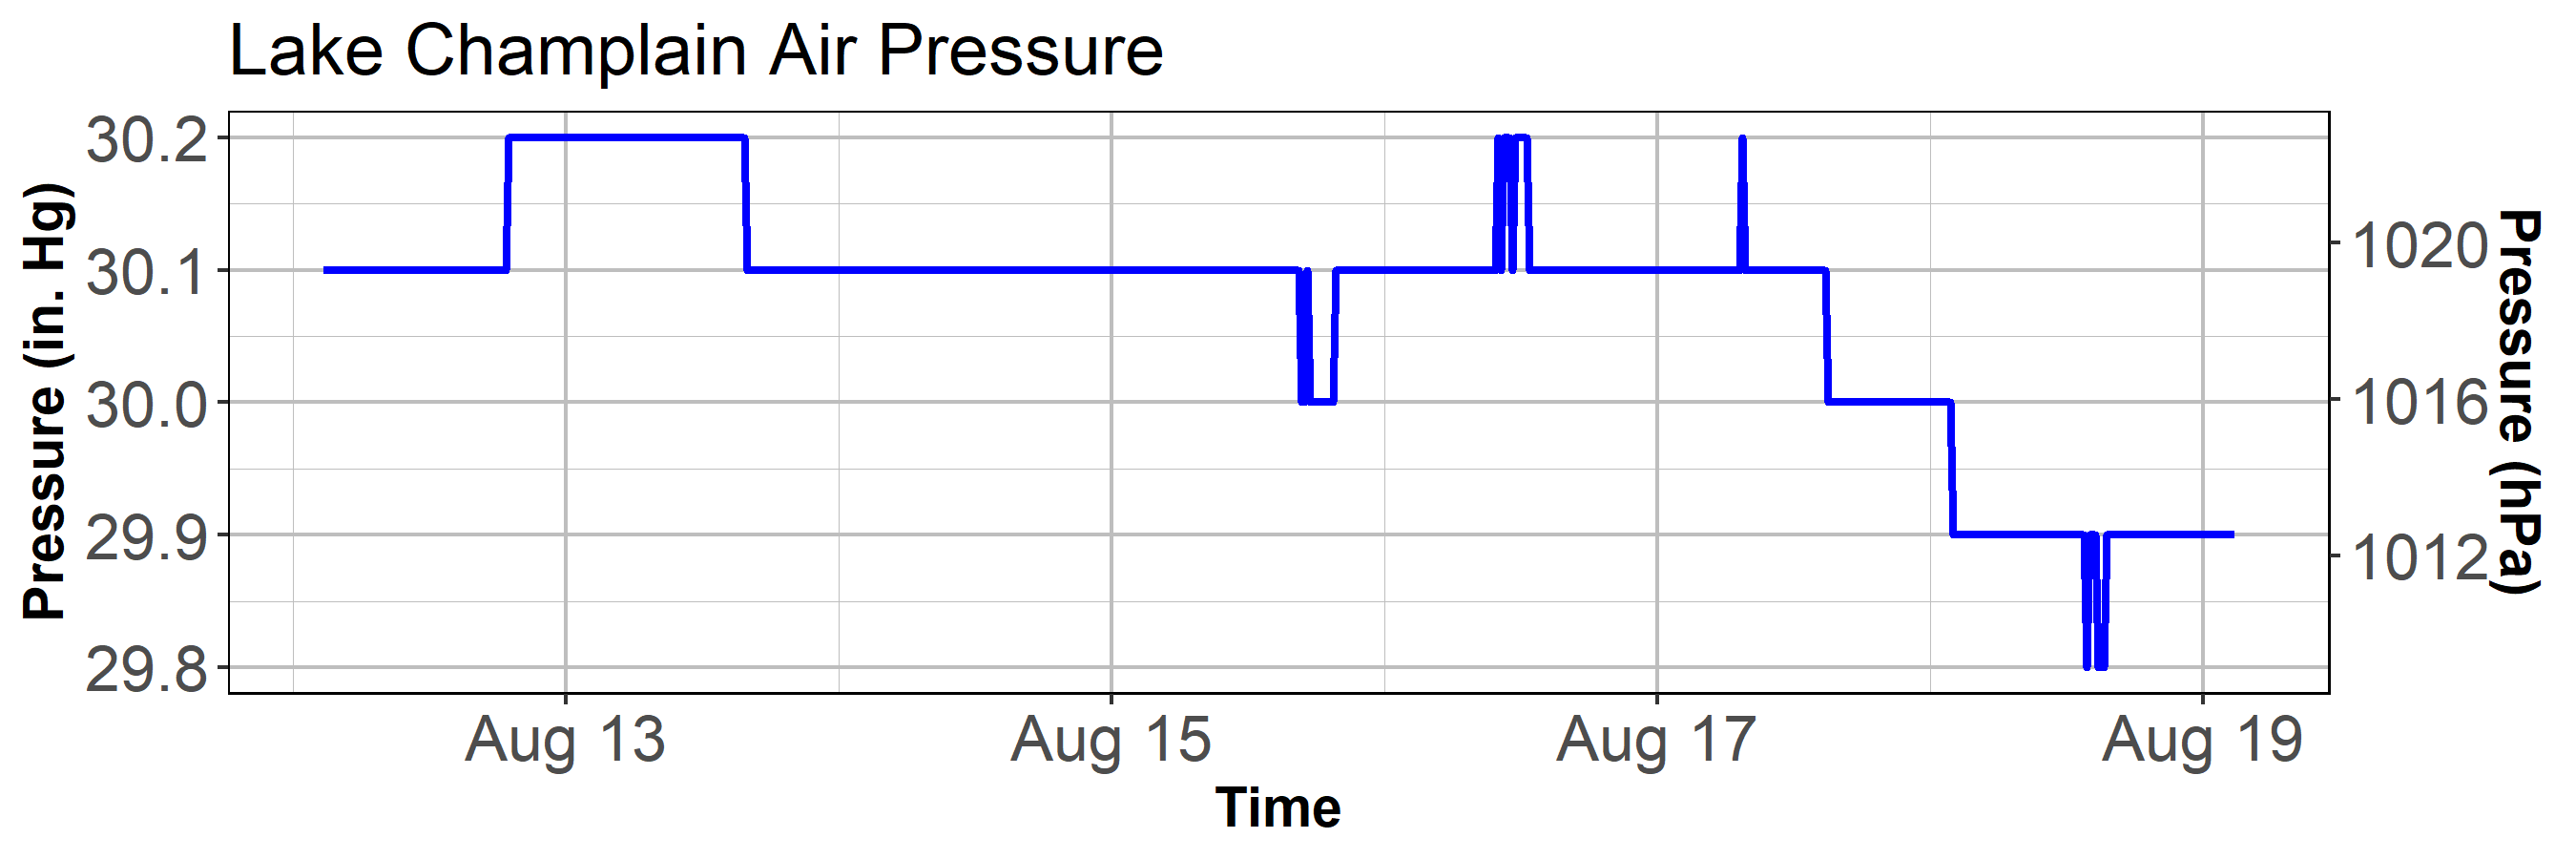 Lake Champlain Air Pressure
Pressure (in. Hg)
30.2
30.1
30.0
29.9
29.8
1020
1016
1012
Pressure (hPa)
Aug 13
Aug 15
Aug 17
Aug 19
Time